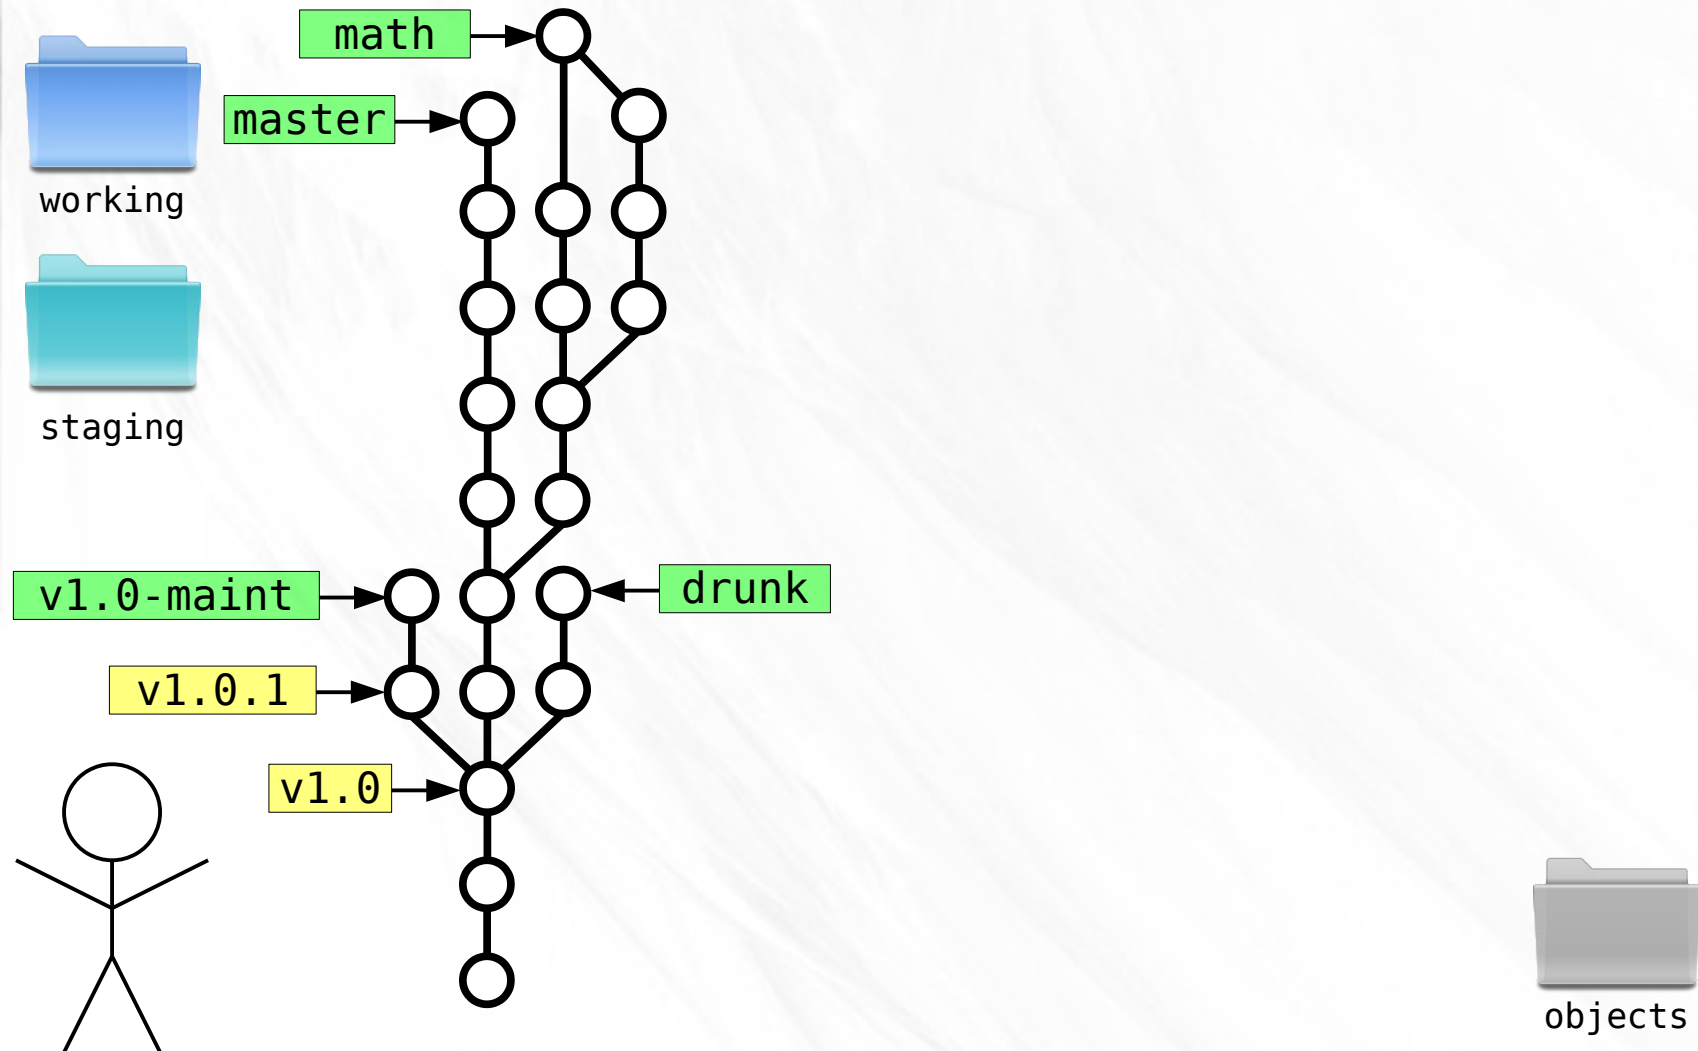 math
master
working
staging
v1.0-maint
drunk
v1.0.1
v1.0
objects